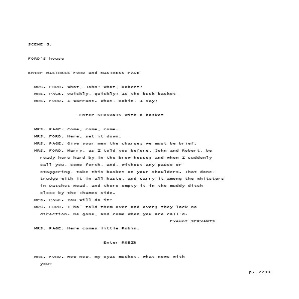 SCENE 3.
FORD'S house
Enter MISTRESS FORD and MISTRESS PAGE
MRS. FORD. What, John! what, Robert!
MRS. PAGE. Quickly, quickly! Is the buck-basket
MRS. FORD. I warrant. What, Robin, I say!
Enter SERVANTS with a basket
MRS. PAGE. Come, come, come.
MRS. FORD. Here, set it down.
MRS. PAGE. Give your men the charge; we must be brief.
MRS. FORD. Marry, as I told you before, John and Robert, be
ready here hard by in the brew-house; and when I suddenly
call you, come forth, and, without any pause or
staggering, take this basket on your shoulders. That done,
trudge with it in all haste, and carry it among the whitsters
in Datchet Mead, and there empty it in the muddy ditch
close by the Thames side.
MRS. PAGE. You will do it?
MRS. FORD. I ha' told them over and over; they lack no
direction. Be gone, and come when you are call'd.
Exeunt SERVANTS
MRS. PAGE. Here comes little Robin.
Enter ROBIN
MRS. FORD. How now, my eyas-musket, what news with
you?